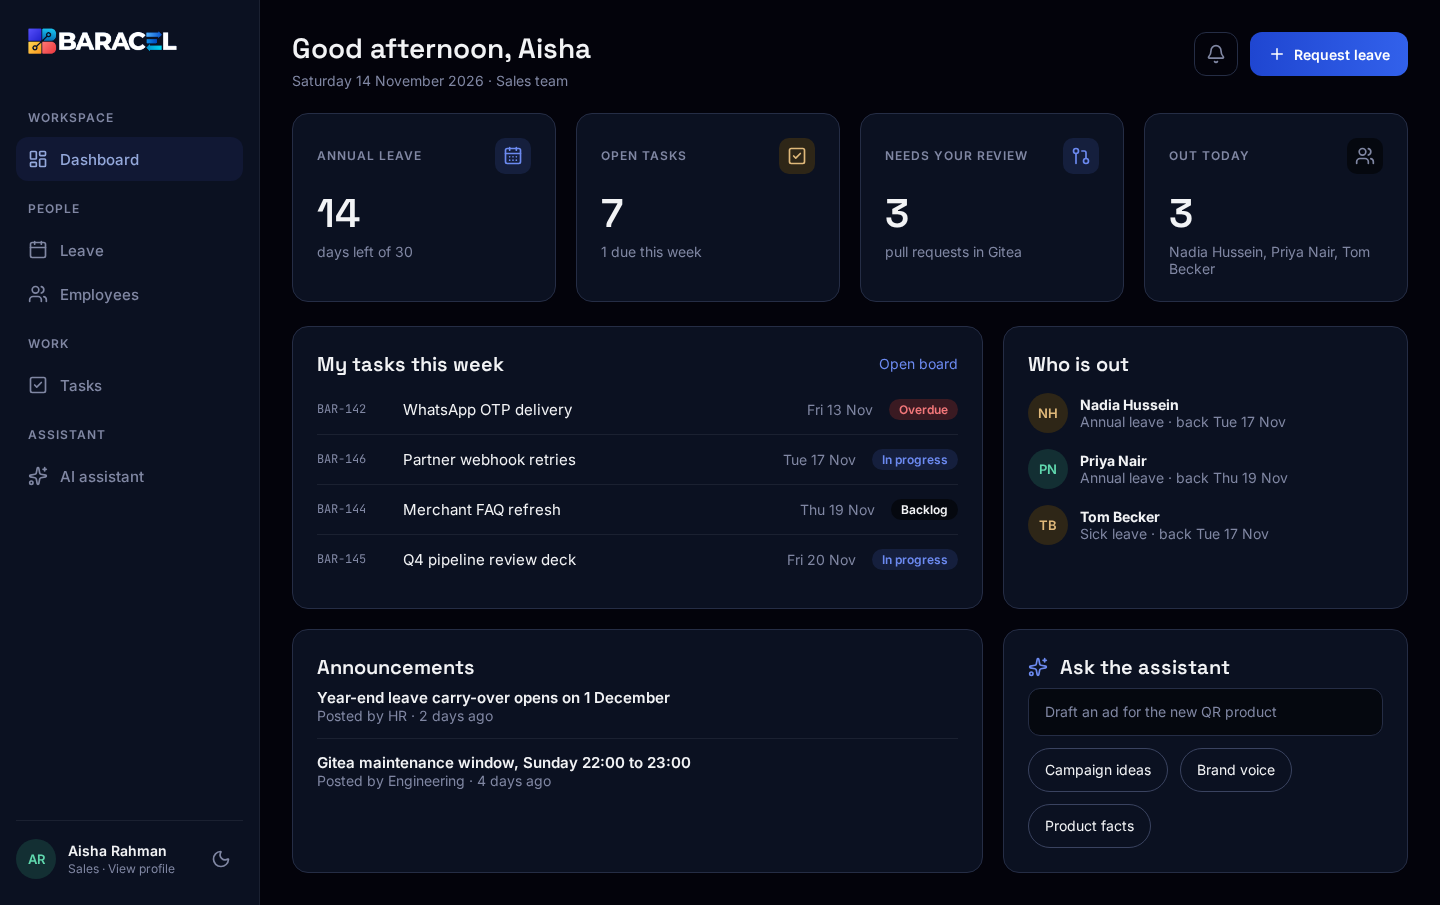 BARACEL
WORKSPACE
Dashboard
PEOPLE
Leave
Employees
WORK
Tasks
ASSISTANT
AI assistant
AR
Aisha Rahman
Sales · View profile
Good afternoon, Aisha
Saturday 14 November 2026 · Sales team
Request leave
ANNUAL LEAVE
14
days left of 30
OPEN TASKS
7
1 due this week
NEEDS YOUR REVIEW
3
pull requests in Gitea
OUT TODAY
3
Nadia Hussein, Priya Nair, Tom
Becker
My tasks this week
Open board
BAR-142 WhatsApp OTP delivery Fri 13 Nov Overdue
BAR-146 Partner webhook retries Tue 17 Nov In progress
BAR-144 Merchant FAQ refresh Thu 19 Nov Backlog
BAR-145 Q4 pipeline review deck Fri 20 Nov In progress
Who is out
NH
Nadia Hussein
Annual leave · back Tue 17 Nov
PN
Priya Nair
Annual leave · back Thu 19 Nov
TB
Tom Becker
Sick leave · back Tue 17 Nov
Announcements
Year-end leave carry-over opens on 1 December
Posted by HR · 2 days ago
Gitea maintenance window, Sunday 22:00 to 23:00
Posted by Engineering · 4 days ago
Ask the assistant
Draft an ad for the new QR product
Campaign ideas
Brand voice
Product facts